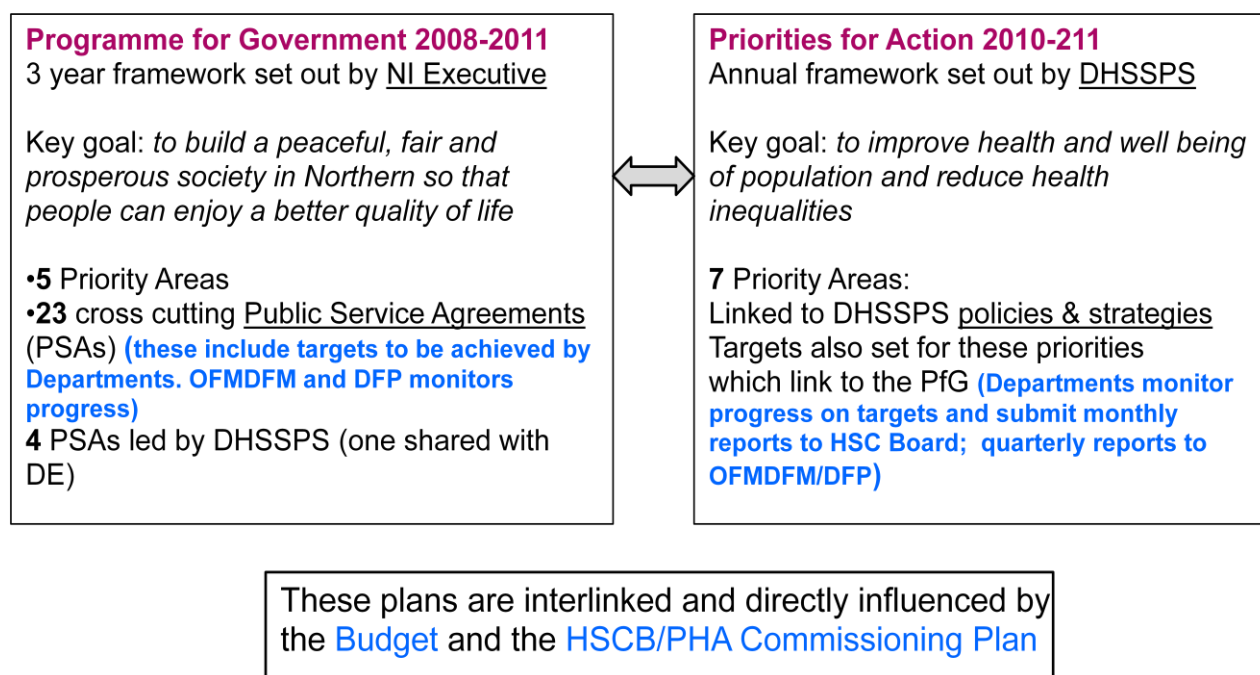 Programme for Government 2008-2011
3 year framework set out by NI Executive
Key goal: to build a peaceful, fair and
prosperous society in Northern so that
people can enjoy a better quality of life
•5 Priority Areas
•23 cross cutting Public Service Agreements
(PSAs) (these include targets to be achieved by
Departments. OFMDFM and DFP monitors
progress)
4 PSAs led by DHSSPS (one shared with
DE)
Priorities for Action 2010-211
Annual framework set out by DHSSPS
Key goal: to improve health and well being
of population and reduce health
inequalities
7 Priority Areas:
Linked to DHSSPS policies & strategies
Targets also set for these priorities
which link to the PfG (Departments monitor
progress on targets and submit monthly
reports to HSC Board;  quarterly reports to
OFMDFM/DFP)
These plans are interlinked and directly influenced by
the Budget and the HSCB/PHA Commissioning Plan